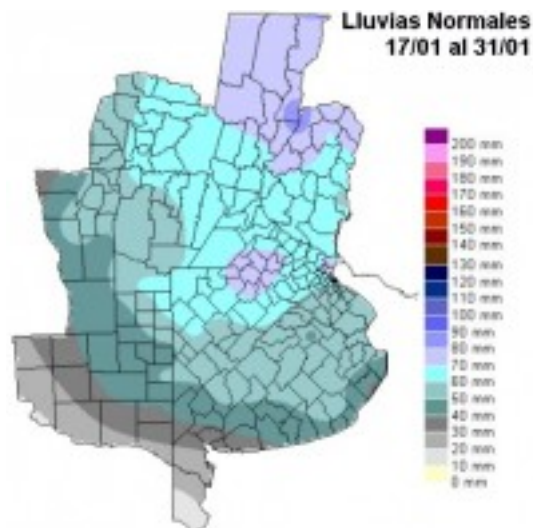 Lluvias Normales
17/01 al 31/01
200 mm
190 mm
180 mm
170 mm
160 mm
150 mm
140 mm
130 mm
120 mm
110 mm
100 mm
90 mm
80 mm
70 mm
60 mm
50 mm
40 mm
30 mm
20 mm
10 mm
0 mm